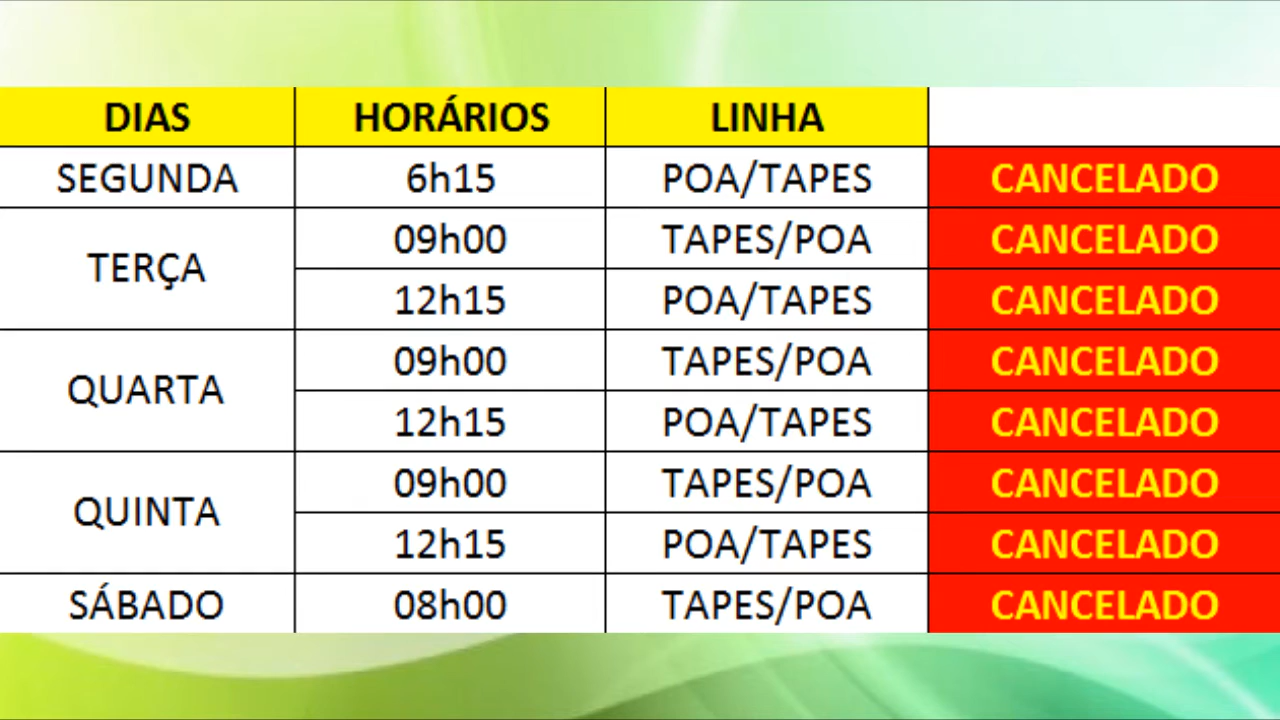 DIAS HORÁRIOS LINHA
SEGUNDA 6h15 POA/TAPES CANCELADO
TERÇA 09h00 TAPES/POA CANCELADO
12h15 POA/TAPES CANCELADO
QUARTA 09h00 TAPES/POA CANCELADO
12h15 POA/TAPES CANCELADO
QUINTA 09h00 TAPES/POA CANCELADO
12h15 POA/TAPES CANCELADO
SÁBADO 08h00 TAPES/POA CANCELADO